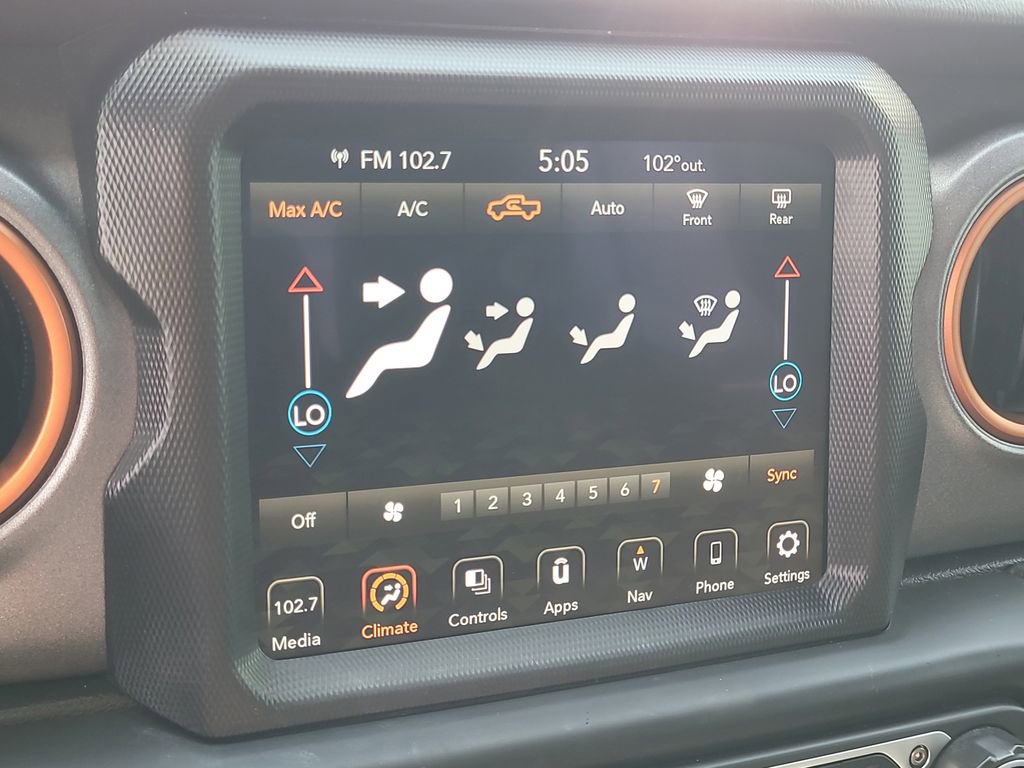 FM 102.7 5:05 102°out.
Max A/C A/C Auto Front Rear
LO LO
Off 1 2 3 4 5 6 7 Sync
102.7 W
Media Climate Controls Apps Nav Phone Settings